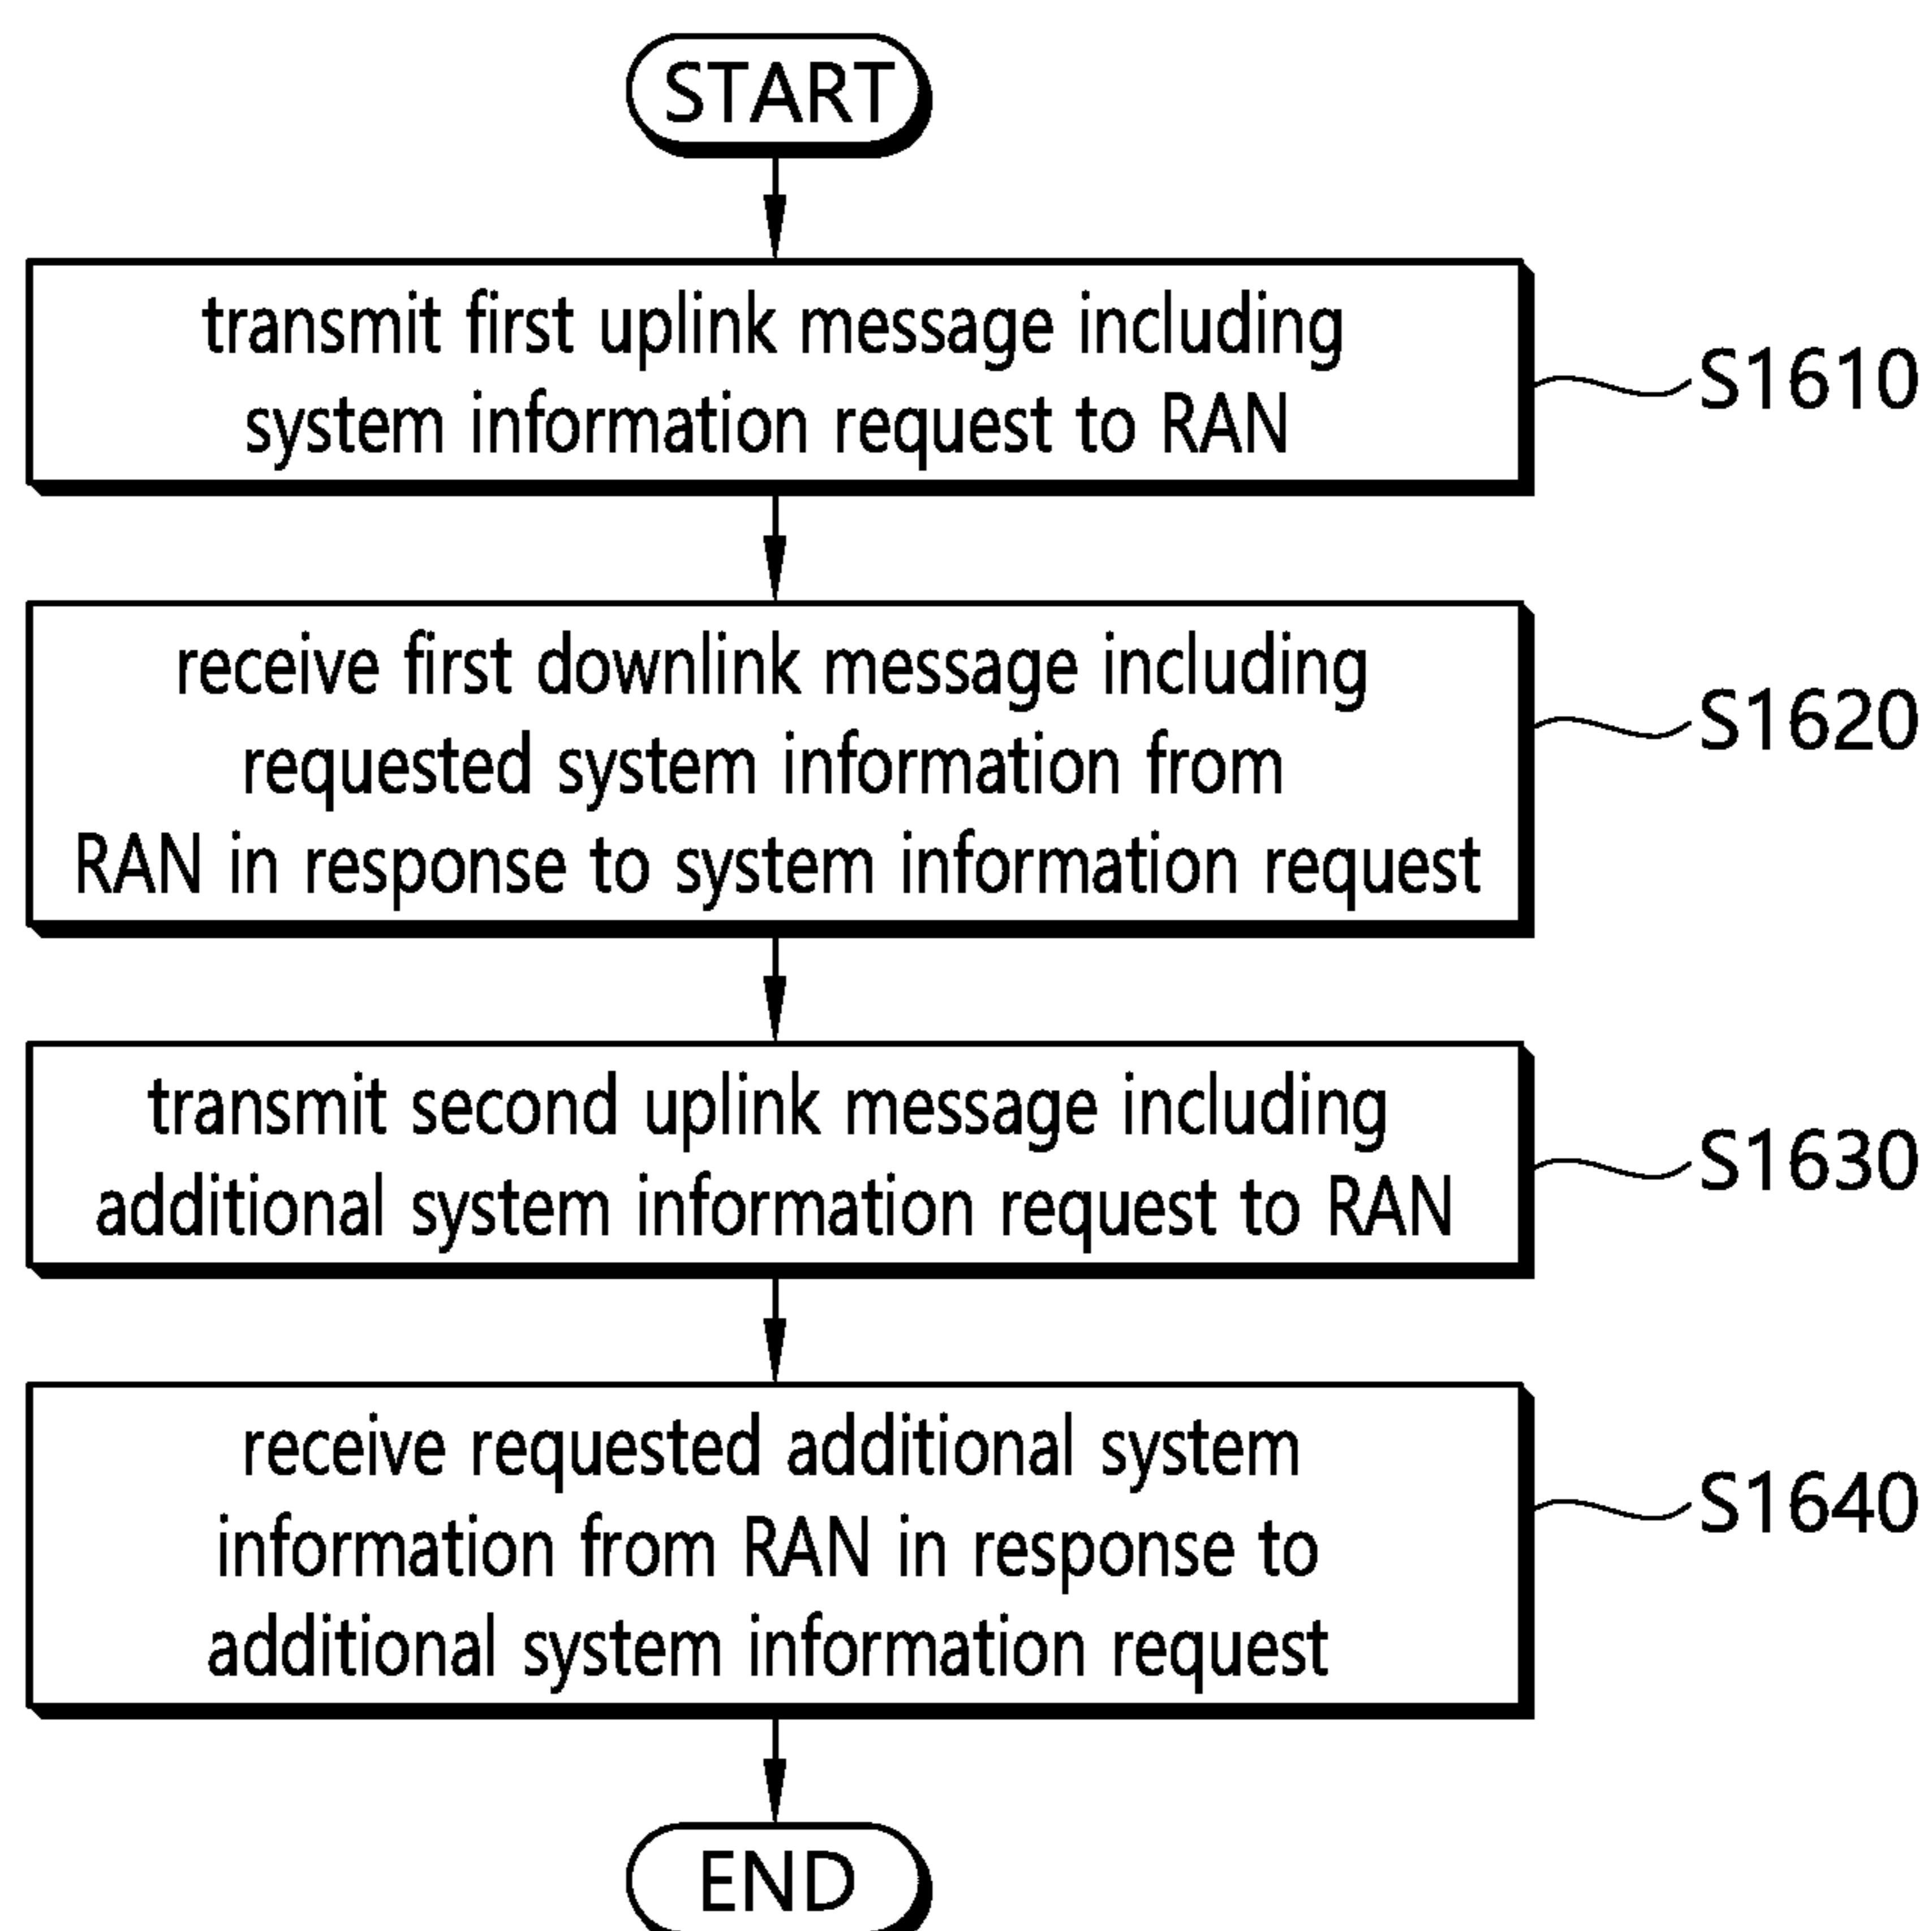 START
transmit first uplink message including
system information request to RAN
S1610
receive first downlink message including
requested system information from
RAN in response to system information request
S1620
transmit second uplink message including
additional system information request to RAN
S1630
receive requested additional system
information from RAN in response to
additional system information request
S1640
END